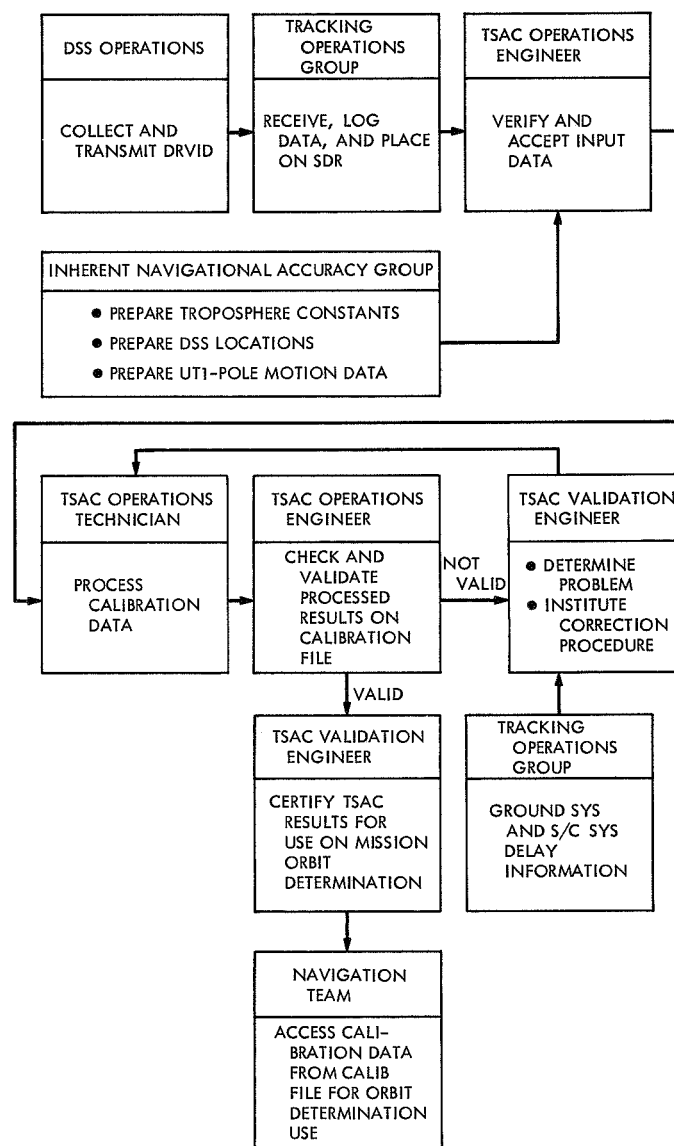 DSS OPERATIONS
COLLECT AND
TRANSMIT DRVID
TRACKING
OPERATIONS
GROUP
RECEIVE, LOG
DATA, AND PLACE
ON SDR
TSAC OPERATIONS
ENGINEER
VERIFY AND
ACCEPT INPUT
DATA
INHERENT NAVIGATIONAL ACCURACY GROUP
● PREPARE TROPOSPHERE CONSTANTS
● PREPARE DSS LOCATIONS
● PREPARE UT1-POLE MOTION DATA
TSAC OPERATIONS
TECHNICIAN
PROCESS
CALIBRATION
DATA
TSAC OPERATIONS
ENGINEER
CHECK AND
VALIDATE
PROCESSED
RESULTS ON
CALIBRATION
FILE
NOT
VALID
TSAC VALIDATION
ENGINEER
● DETERMINE
PROBLEM
● INSTITUTE
CORRECTION
PROCEDURE
VALID
TSAC VALIDATION
ENGINEER
CERTIFY TSAC
RESULTS FOR
USE ON MISSION
ORBIT
DETERMINATION
TRACKING
OPERATIONS
GROUP
GROUND SYS
AND S/C SYS
DELAY
INFORMATION
NAVIGATION
TEAM
ACCESS CALI-
BRATION DATA
FROM CALIB
FILE FOR ORBIT
DETERMINATION
USE